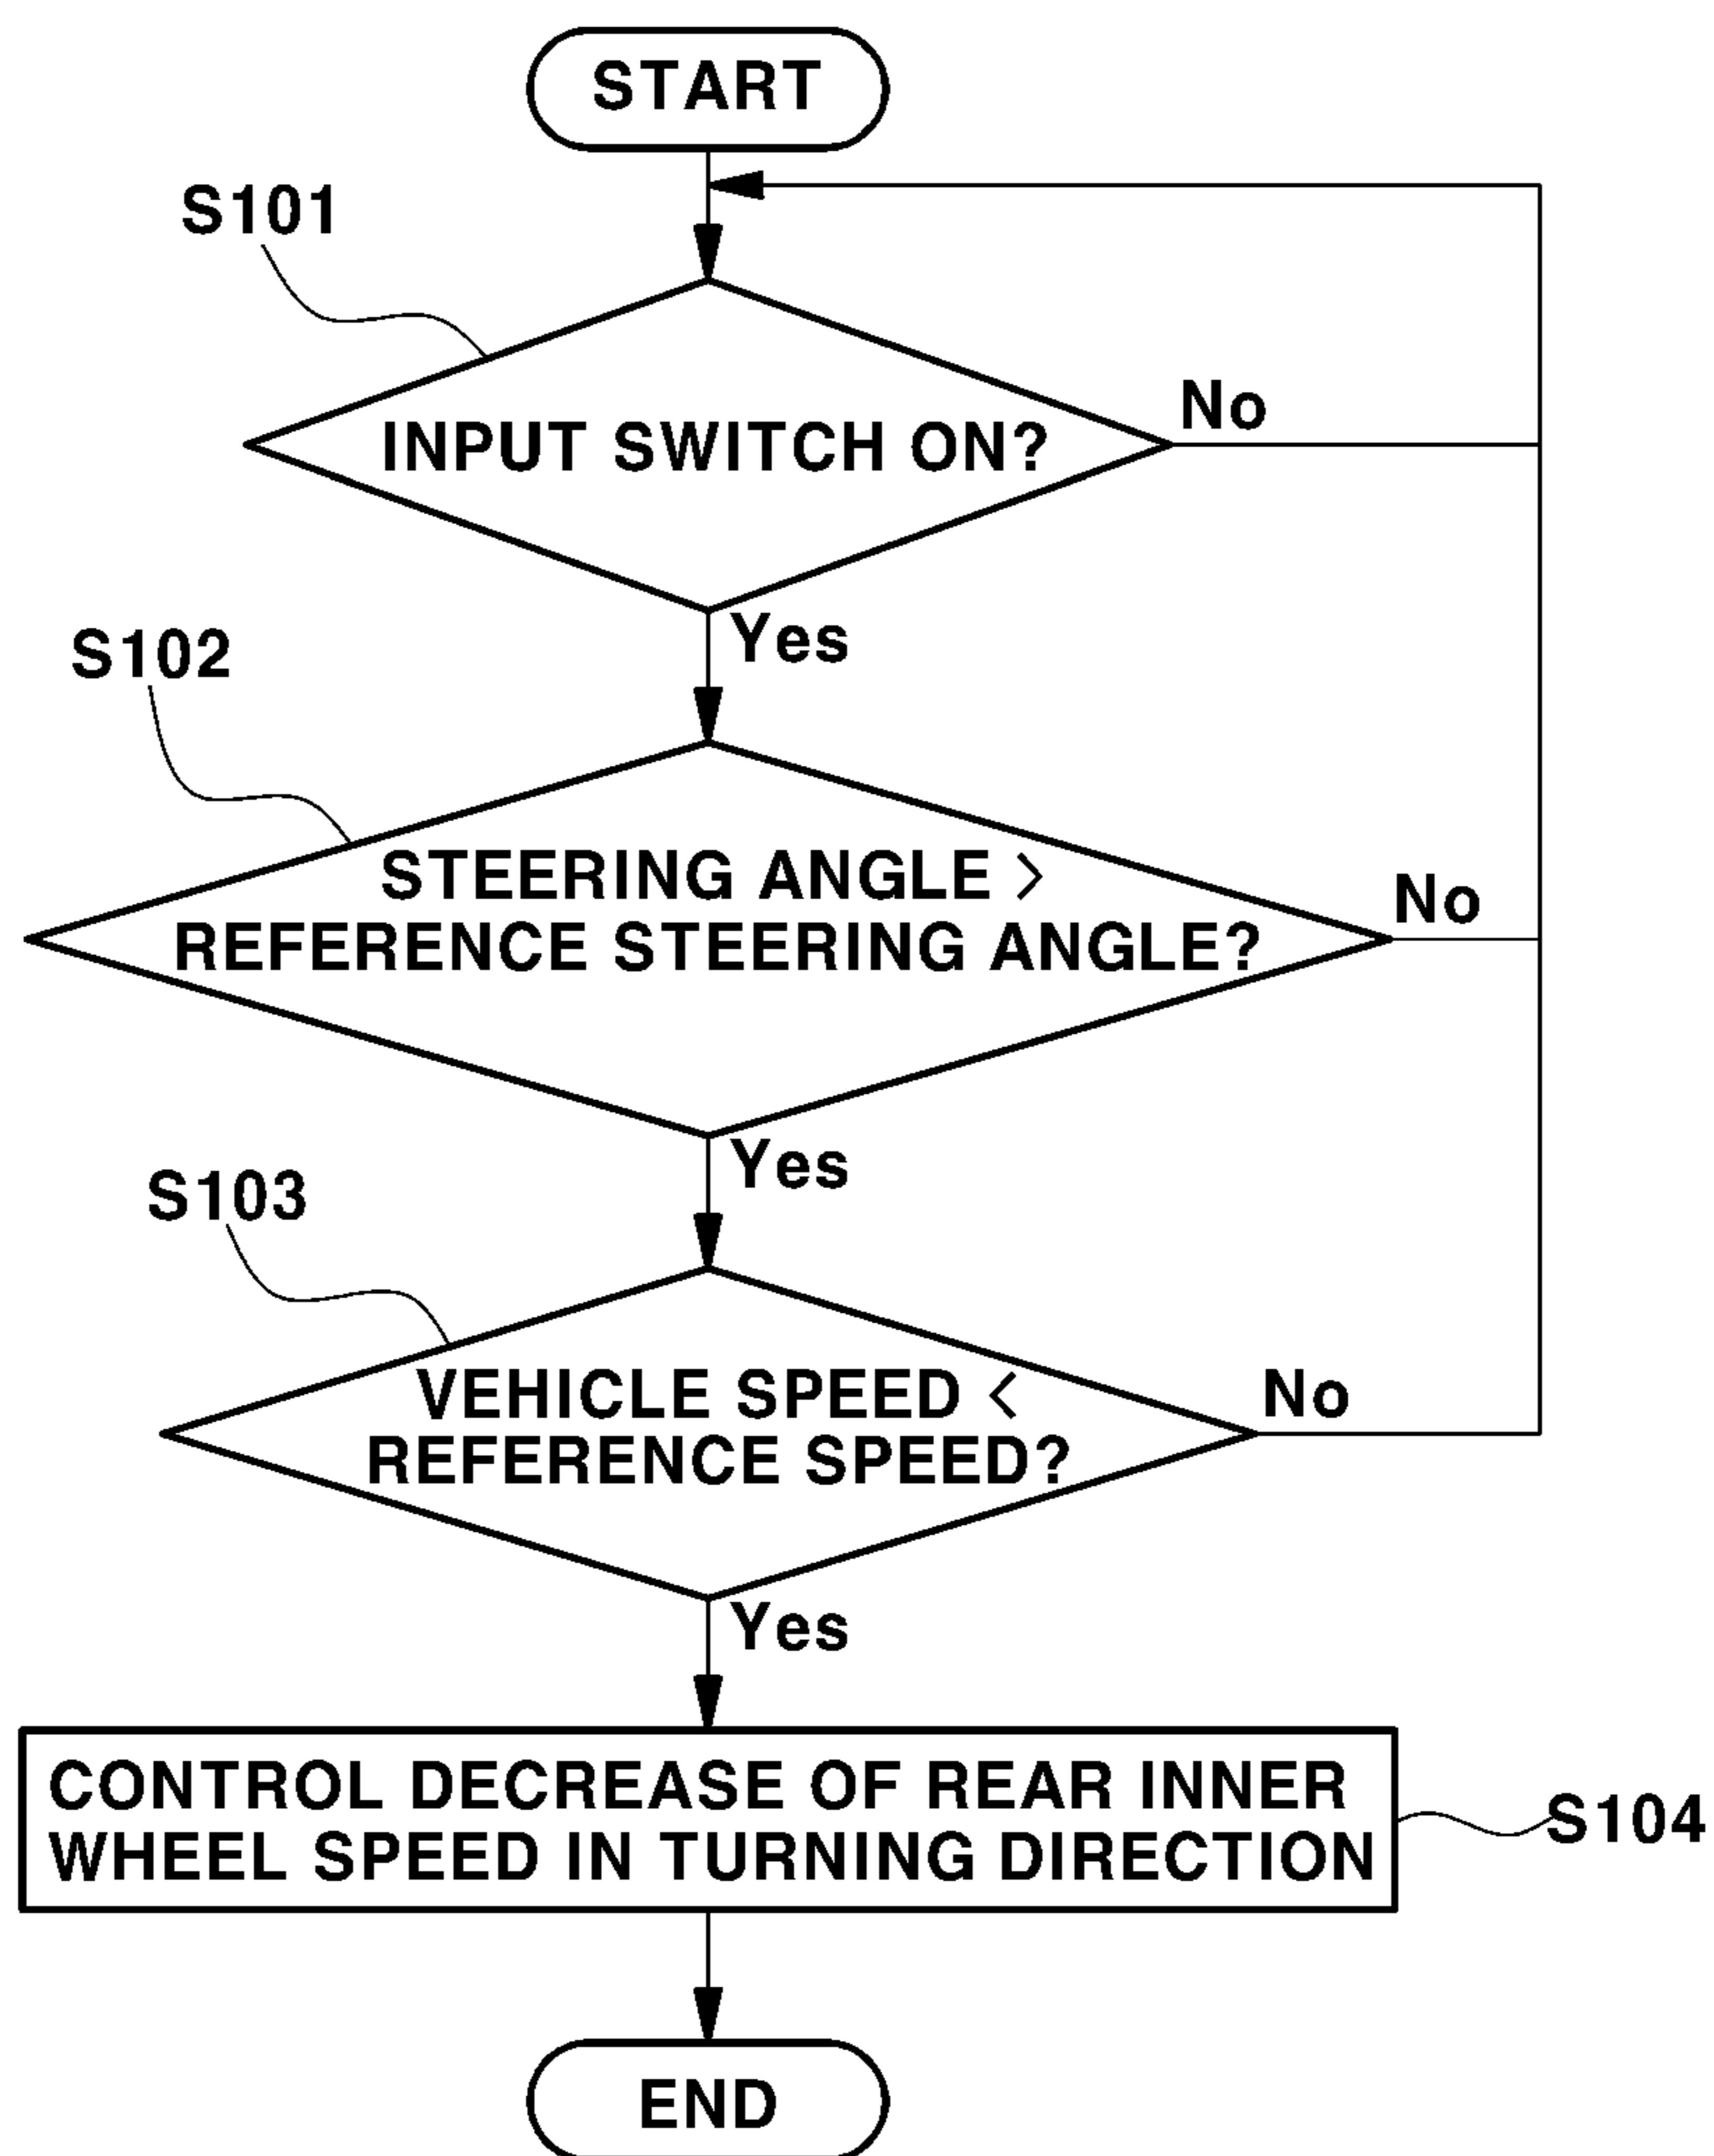 START
S101
INPUT SWITCH ON?
No
Yes
S102
STEERING ANGLE >
REFERENCE STEERING ANGLE?
No
Yes
S103
VEHICLE SPEED <
REFERENCE SPEED?
No
Yes
CONTROL DECREASE OF REAR INNER
WHEEL SPEED IN TURNING DIRECTION
S104
END